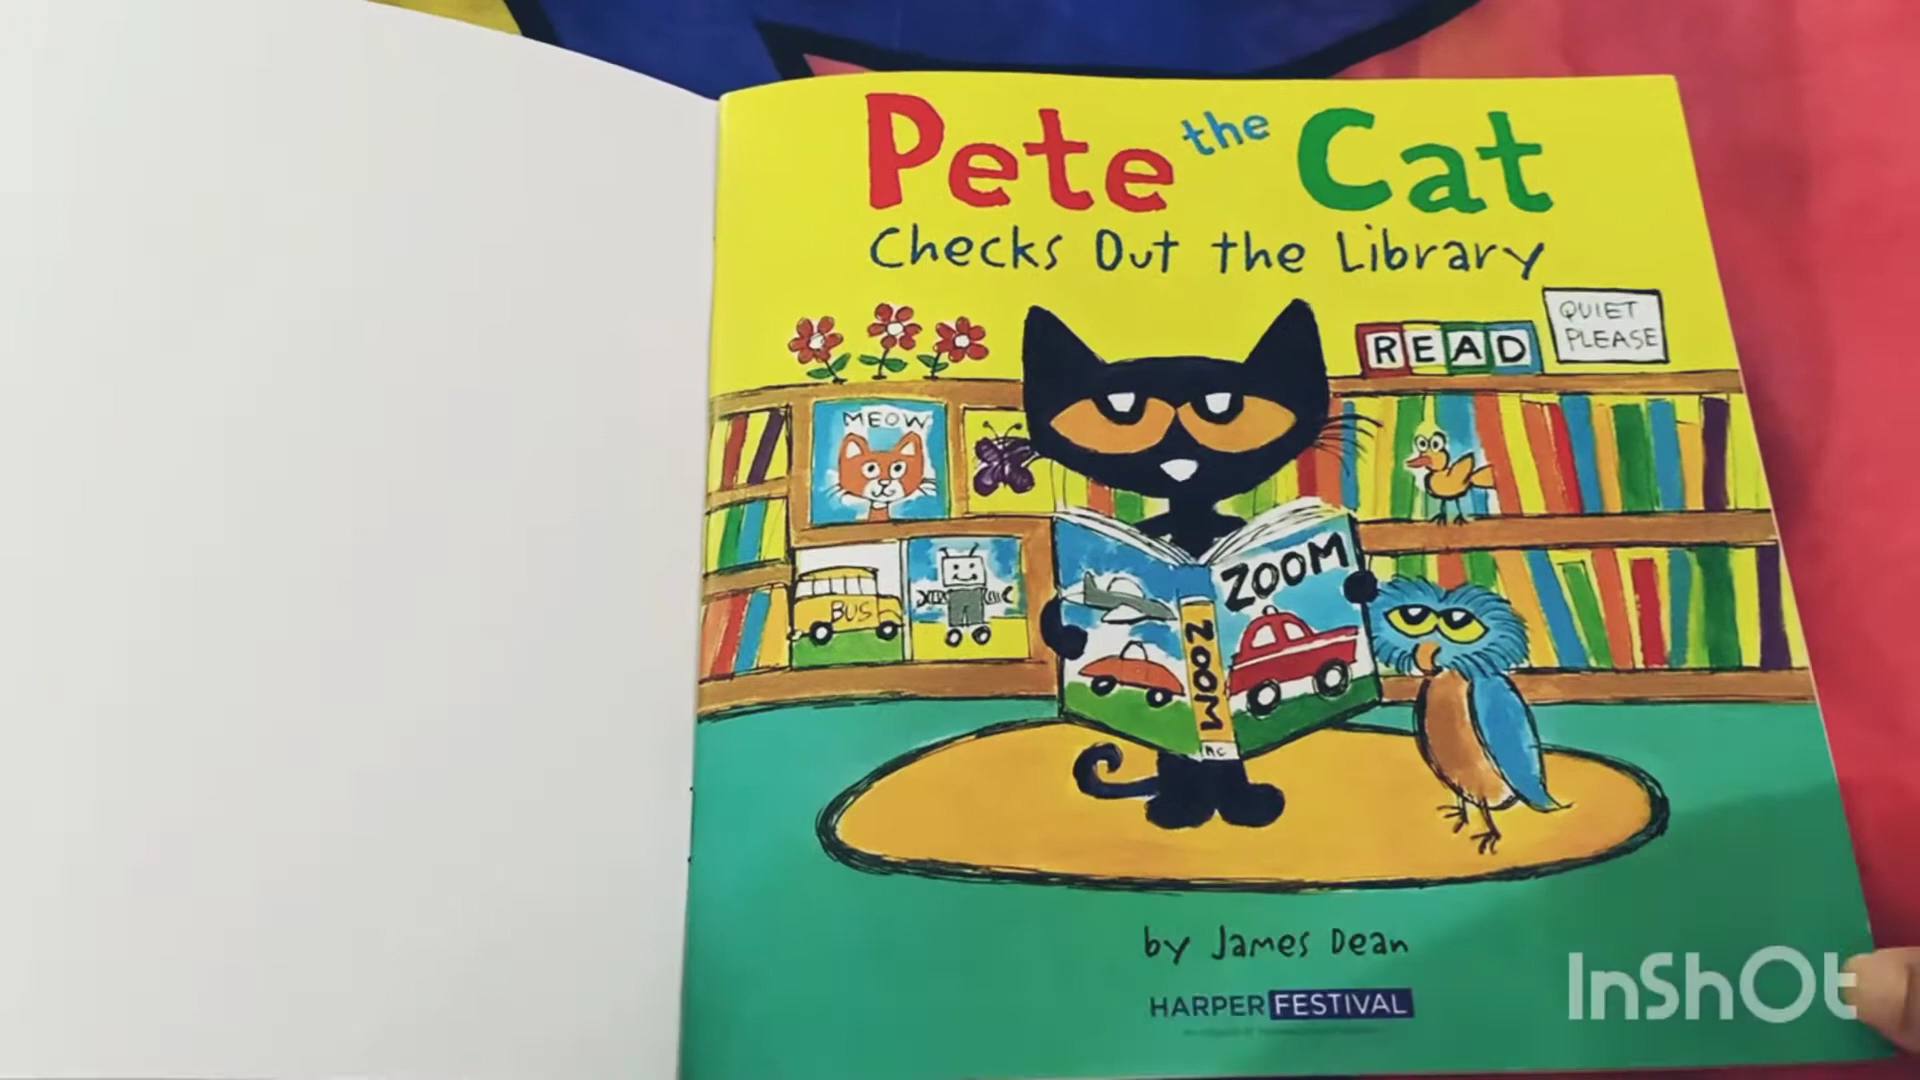 Pete the Cat
Checks Out the Library
QUIET
PLEASE
READ
MEOW
ZOOM
BUS
ZOOM
by James Dean
HARPER FESTIVAL
InShOt